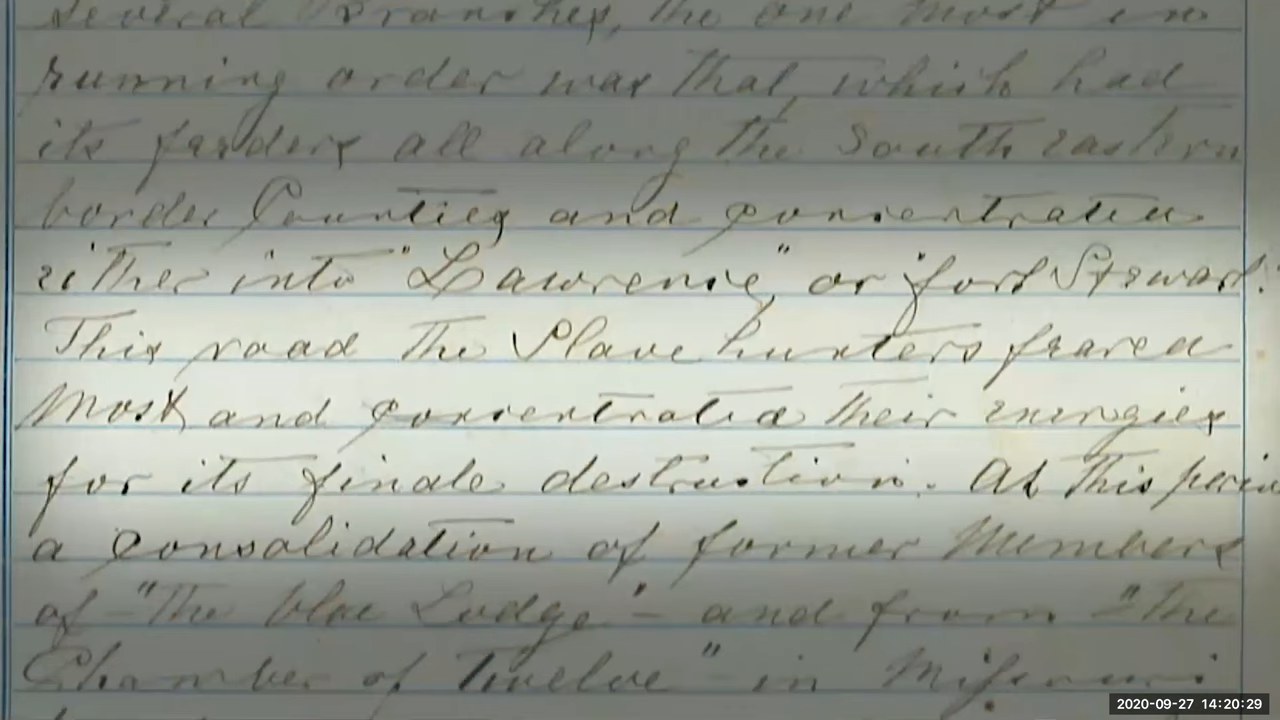 several Branches, the one most in
running order was that, which had
its feeders all along the South eastern
border Counties and concentrated
either into "Lawrence," or "fort Stewart."
This road the Slave hunters feared
Most and concentrated their energies
for its finale destruction. At this perio
a Consolidation of former Members
of - "The blue Lodge" - and from - "The
Chamber of Twelve" - in Missouri
2020-09-27 14:20:29